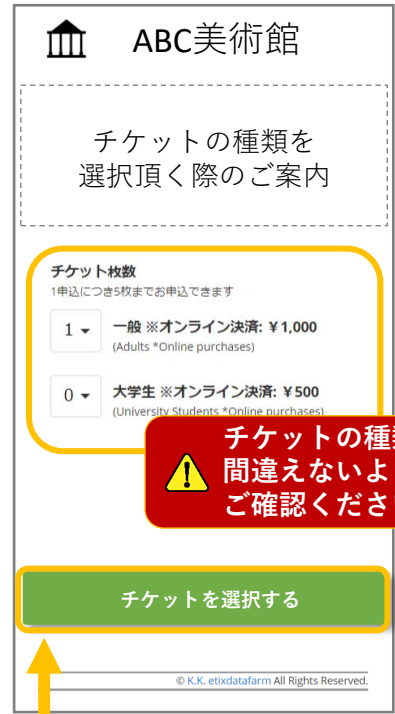 ABC美術館
チケットの種類を
選択頂く際のご案内
チケット枚数
1申込につき5枚までお申込できます
1 一般 ※オンライン決済: ¥1,000
(Adults *Online purchases)
0 大学生 ※オンライン決済: ¥500
(University Students *Online purchases)
チケットの種
間違えないよ
ご確認くださ
チケットを選択する
© K.K. etixdatafarm All Rights Reserved.